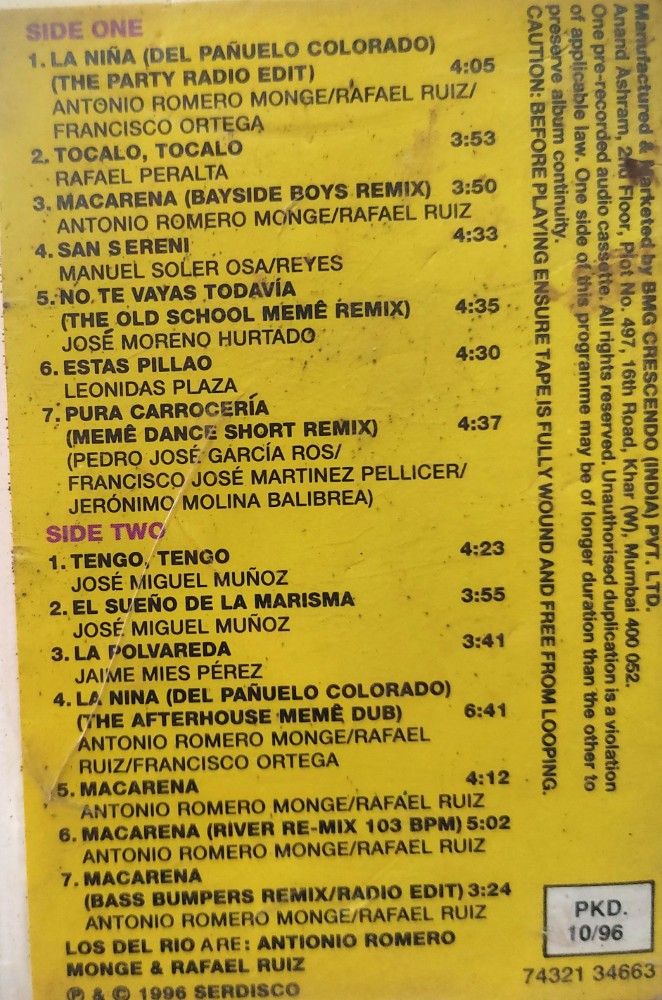 SIDE ONE
1. LA NIÑA (DEL PAÑUELO COLORADO)
(THE PARTY RADIO EDIT) 4:05
ANTONIO ROMERO MONGE/RAFAEL RUIZ/
FRANCISCO ORTEGA
2. TOCALO, TOCALO 3:53
RAFAEL PERALTA
3. MACARENA (BAYSIDE BOYS REMIX) 3:50
ANTONIO ROMERO MONGE/RAFAEL RUIZ
4. SAN SERENI 4:33
MANUEL SOLER OSA/REYES
5. NO TE VAYAS TODAVÍA
(THE OLD SCHOOL MEMÊ REMIX) 4:35
JOSÉ MORENO HURTADO
6. ESTAS PILLAO 4:30
LEONIDAS PLAZA
7. PURA CARROCERÍA
(MEMÊ DANCE SHORT REMIX) 4:37
(PEDRO JOSÉ GARCÍA ROS/
FRANCISCO JOSÉ MARTINEZ PELLICER/
JERÓNIMO MOLINA BALIBREA)
SIDE TWO
1. TENGO, TENGO 4:23
JOSÉ MIGUEL MUÑOZ
2. EL SUEÑO DE LA MARISMA 3:55
JOSÉ MIGUEL MUÑOZ
3. LA POLVAREDA 3:41
JAIME MIES PÉREZ
4. LA NINA (DEL PAÑUELO COLORADO)
(THE AFTERHOUSE MEMÊ DUB) 6:41
ANTONIO ROMERO MONGE/RAFAEL
RUIZ/FRANCISCO ORTEGA
5. MACARENA 4:12
ANTONIO ROMERO MONGE/RAFAEL RUIZ
6. MACARENA (RIVER RE-MIX 103 BPM) 5:02
ANTONIO ROMERO MONGE/RAFAEL RUIZ
7. MACARENA
(BASS BUMPERS REMIX/RADIO EDIT) 3:24
ANTONIO ROMERO MONGE/RAFAEL RUIZ
LOS DEL RIO ARE: ANTIONIO ROMERO
MONGE & RAFAEL RUIZ
℗ & © 1996 SERDISCO
Manufactured & Marketed by BMG CRESCENDO (INDIA) PVT. LTD.
Anand Ashram, 2nd Floor, Plot No. 497, 16th Road, Khar (W), Mumbai 400 052.
One pre-recorded audio cassette. All rights reserved. Unauthorised duplication is a violation
of applicable law. One side of this programme may be of longer duration than the other to
preserve album continuity.
CAUTION: BEFORE PLAYING ENSURE TAPE IS FULLY WOUND AND FREE FROM LOOPING.
PKD.
10/96
74321 34663